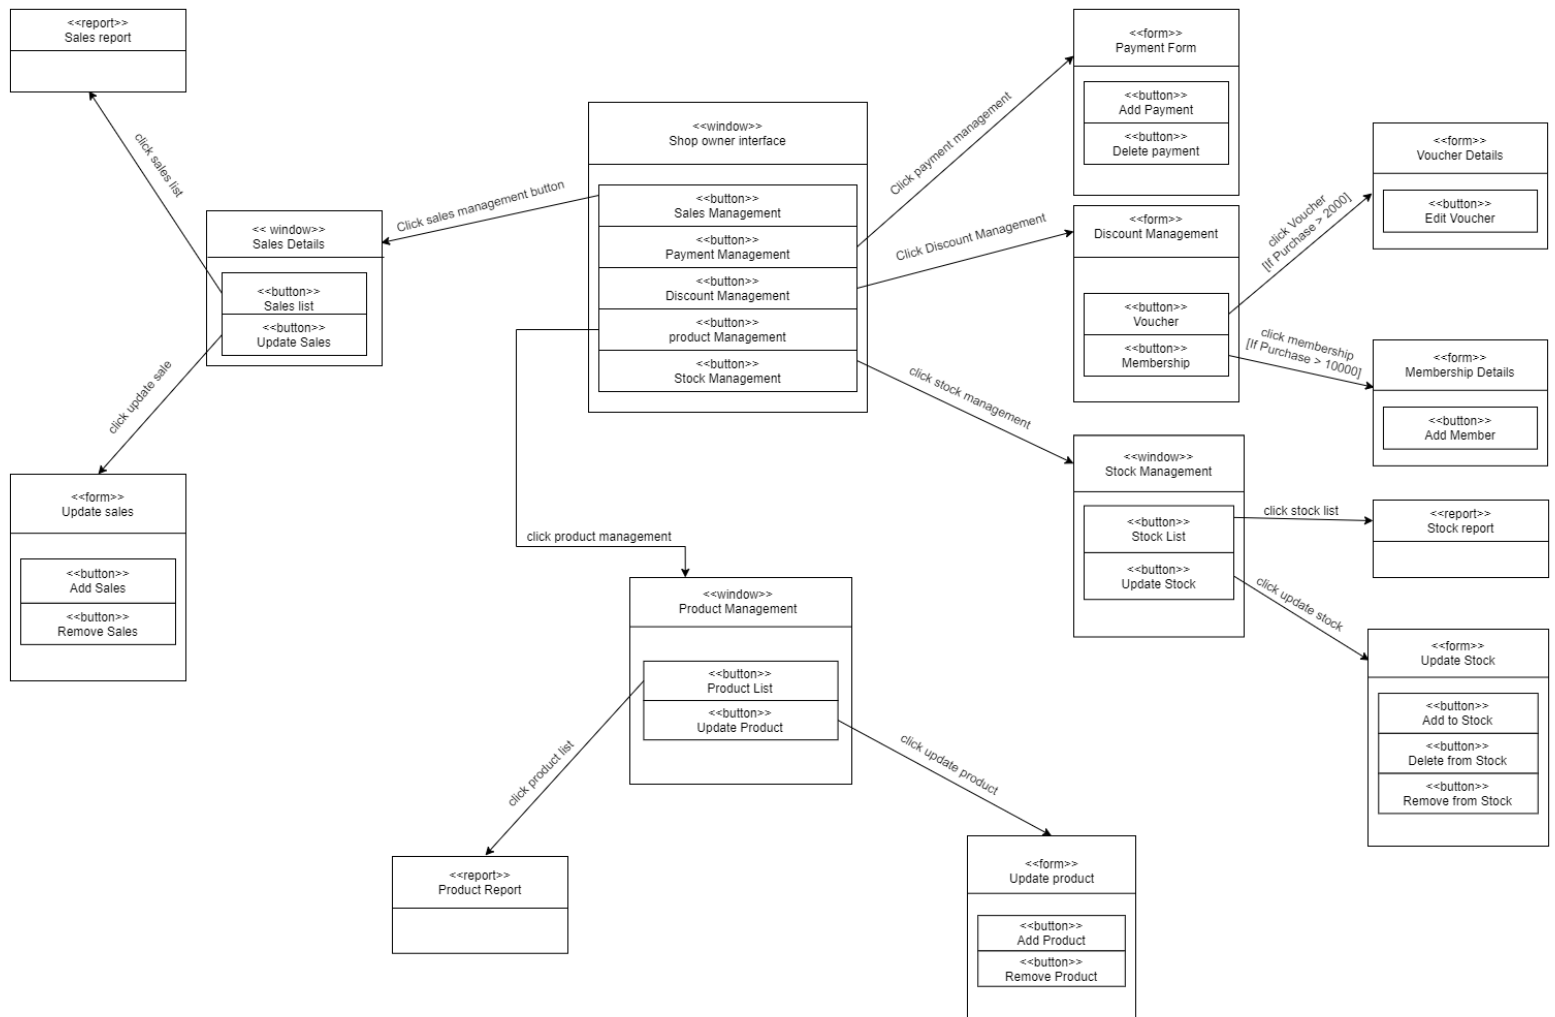 <<report>>
Sales report
click sales list
<< window>>
Sales Details
<<button>>
Sales list
<<button>>
Update Sales
click update sale
<<form>>
Update sales
<<button>>
Add Sales
<<button>>
Remove Sales
Click sales management button
<<window>>
Shop owner interface
<<button>>
Sales Management
<<button>>
Payment Management
<<button>>
Discount Management
<<button>>
product Management
<<button>>
Stock Management
Click payment management
<<form>>
Payment Form
<<button>>
Add Payment
<<button>>
Delete payment
Click Discount Management
<<form>>
Discount Management
<<button>>
Voucher
<<button>>
Membership
click Voucher
[If Purchase > 2000]
<<form>>
Voucher Details
<<button>>
Edit Voucher
click membership
[If Purchase > 10000]
<<form>>
Membership Details
<<button>>
Add Member
click stock management
<<window>>
Stock Management
<<button>>
Stock List
<<button>>
Update Stock
click stock list
<<report>>
Stock report
click update stock
<<form>>
Update Stock
<<button>>
Add to Stock
<<button>>
Delete from Stock
<<button>>
Remove from Stock
click product management
<<window>>
Product Management
<<button>>
Product List
<<button>>
Update Product
click product list
<<report>>
Product Report
click update product
<<form>>
Update product
<<button>>
Add Product
<<button>>
Remove Product